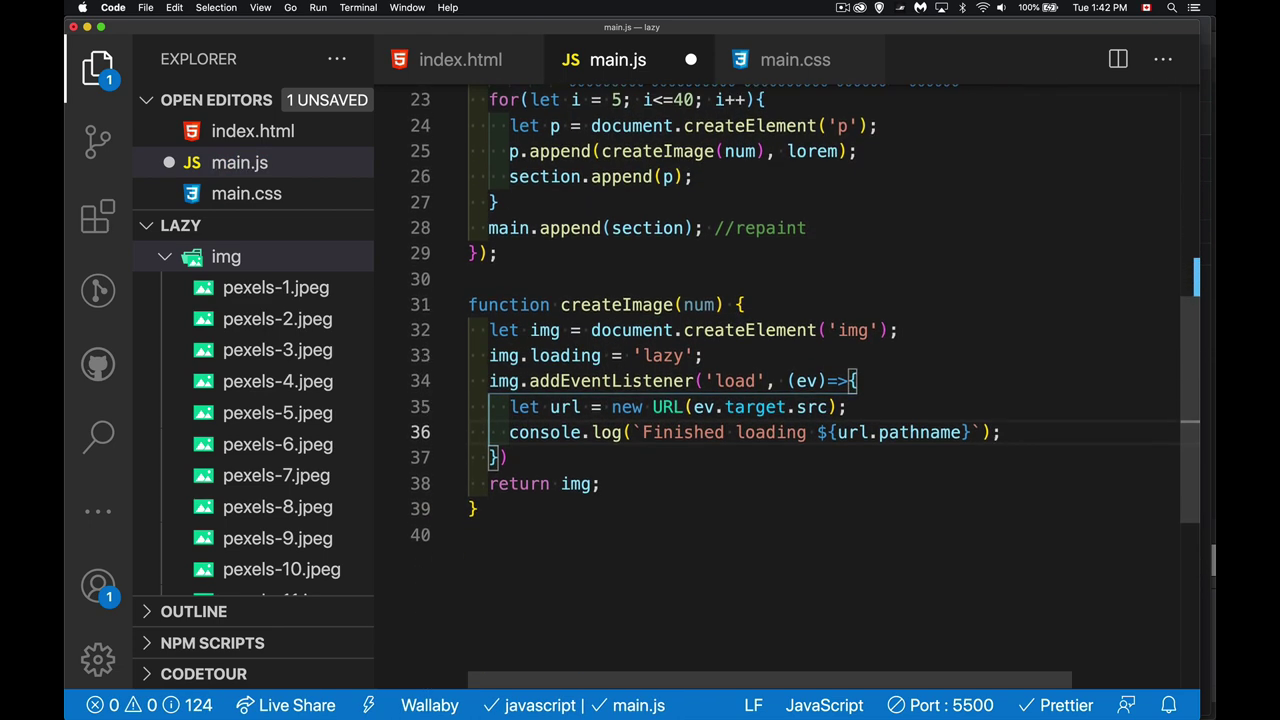 Code File Edit Selection View Go Run Terminal Window Help 100% Tue 1:42 PM
main.js — lazy
EXPLORER
index.html
JS main.js
main.css
OPEN EDITORS 1 UNSAVED
index.html
JS main.js
main.css
LAZY
img
pexels-1.jpeg
pexels-2.jpeg
pexels-3.jpeg
pexels-4.jpeg
pexels-5.jpeg
pexels-6.jpeg
pexels-7.jpeg
pexels-8.jpeg
pexels-9.jpeg
pexels-10.jpeg
OUTLINE
NPM SCRIPTS
CODETOUR
1
1
23 for(let i = 5; i<=40; i++){
24 let p = document.createElement('p');
25 p.append(createImage(num), lorem);
26 section.append(p);
27 }
28 main.append(section); //repaint
29 });
30
31 function createImage(num) {
32 let img = document.createElement('img');
33 img.loading = 'lazy';
34 img.addEventListener('load', (ev)=>{
35 let url = new URL(ev.target.src);
36 console.log(`Finished loading ${url.pathname}`);
37 })
38 return img;
39 }
40
0 0 124 Live Share Wallaby javascript | main.js LF JavaScript Port : 5500 Prettier